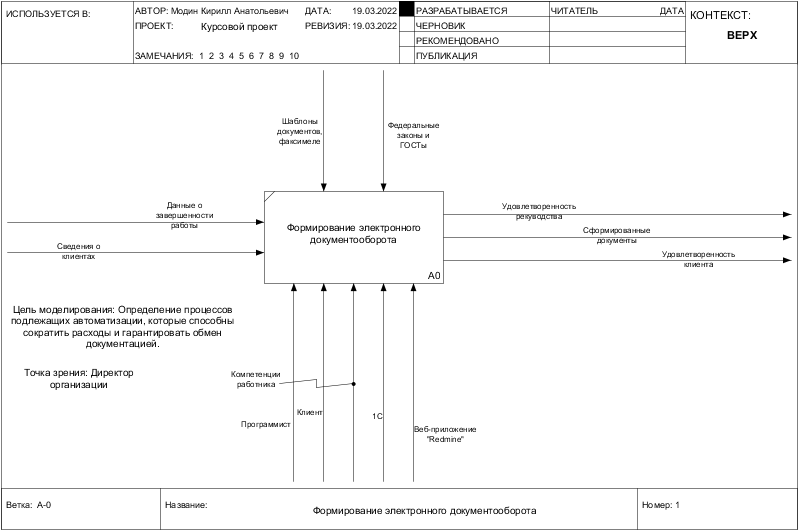 ИСПОЛЬЗУЕТСЯ В:
АВТОР: Модин Кирилл Анатольевич
ДАТА: 19.03.2022
ПРОЕКТ: Курсовой проект
РЕВИЗИЯ: 19.03.2022
ЗАМЕЧАНИЯ: 1 2 3 4 5 6 7 8 9 10
РАЗРАБАТЫВАЕТСЯ
ЧЕРНОВИК
РЕКОМЕНДОВАНО
ПУБЛИКАЦИЯ
ЧИТАТЕЛЬ ДАТА
КОНТЕКСТ:
ВЕРХ
Шаблоны
документов,
факсимеле
Федеральные
законы и
ГОСТы
Данные о
завершенности
работы
Сведения о
клиентах
Формирование электронного
документооборота
A0
Удовлетворенность
рекуводства
Сформированные
документы
Удовлетворенность
клиента
Цель моделирования: Определение процессов
подлежащих автоматизации, которые способны
сократить расходы и гарантировать обмен
документацией.
Точка зрения: Директор
организации
Компетенции
работника
Программист
Клиент
1С
Веб-приложение
"Redmine"
Ветка: A-0
Название:
Формирование электронного документооборота
Номер: 1